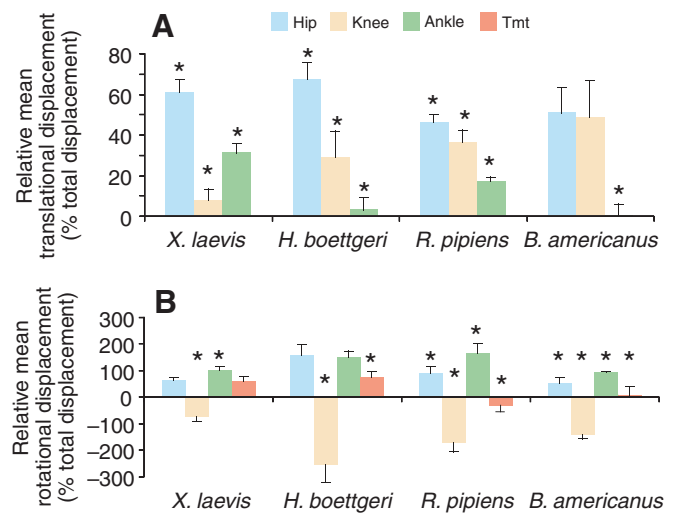 A
Hip Knee Ankle Tmt
Relative mean
translational displacement
(% total displacement)
80
60
40
20
0
* * * * * * * * * *
X. laevis H. boettgeri R. pipiens B. americanus
B
Relative mean
rotational displacement
(% total displacement)
300
200
100
0
–100
–200
–300
* * * * * * * * * * * *
X. laevis H. boettgeri R. pipiens B. americanus